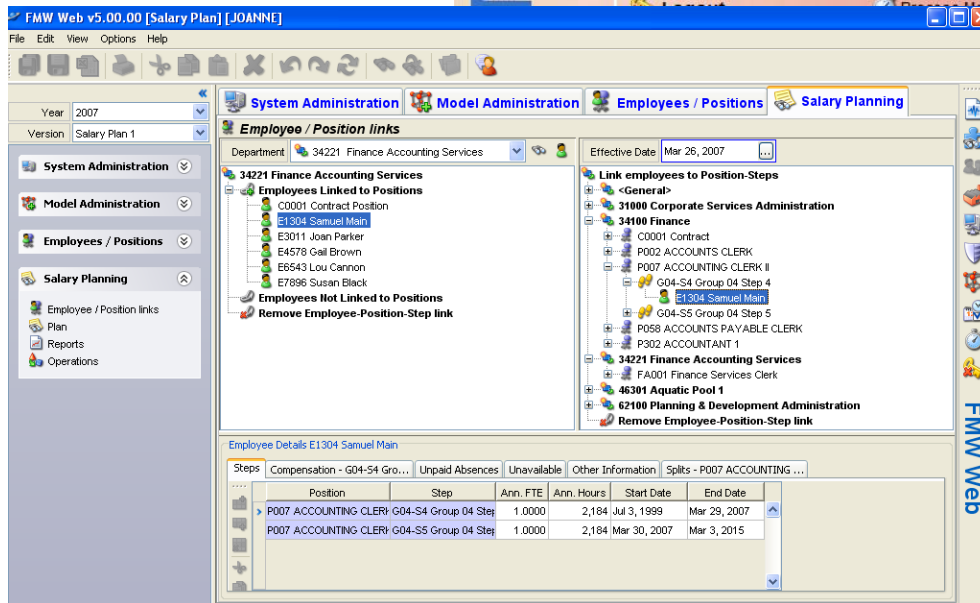 Logout
FMW Web v5.00.00 [Salary Plan] [JOANNE]
File Edit View Options Help
Year 2007
Version Salary Plan 1
System Administration
Model Administration
Employees / Positions
Salary Planning
Employee / Position links
Plan
Reports
Operations
System Administration Model Administration Employees / Positions Salary Planning
Employee / Position links
Department 34221 Finance Accounting Services
Effective Date Mar 26, 2007 ...
34221 Finance Accounting Services
Employees Linked to Positions
C0001 Contract Position
E1304 Samuel Main
E3011 Joan Parker
E4578 Gail Brown
E6543 Lou Cannon
E7896 Susan Black
Employees Not Linked to Positions
Remove Employee-Position-Step link
Link employees to Position-Steps
<General>
31000 Corporate Services Administration
34100 Finance
C0001 Contract
P002 ACCOUNTS CLERK
P007 ACCOUNTING CLERK II
G04-S4 Group 04 Step 4
E1304 Samuel Main
G04-S5 Group 04 Step 5
P058 ACCOUNTS PAYABLE CLERK
P302 ACCOUNTANT 1
34221 Finance Accounting Services
FA001 Finance Services Clerk
46301 Aquatic Pool 1
62100 Planning & Development Administration
Remove Employee-Position-Step link
Employee Details E1304 Samuel Main
Steps Compensation - G04-S4 Gro... Unpaid Absences Unavailable Other Information Splits - P007 ACCOUNTING ...
Position Step Ann. FTE Ann. Hours Start Date End Date
P007 ACCOUNTING CLERK G04-S4 Group 04 Step 1.0000 2,184 Jul 3, 1999 Mar 29, 2007
P007 ACCOUNTING CLERK G04-S5 Group 04 Step 1.0000 2,184 Mar 30, 2007 Mar 3, 2015
FMW Web